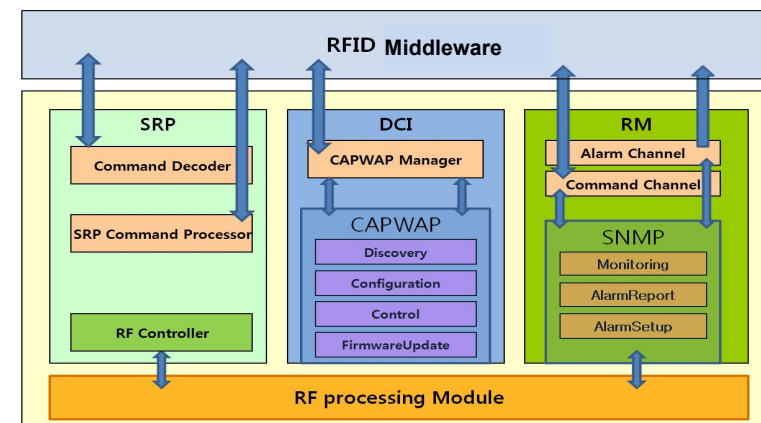 RFID Middleware
SRP
Command Decoder
SRP Command Processor
RF Controller
DCI
CAPWAP Manager
CAPWAP
Discovery
Configuration
Control
FirmwareUpdate
RM
Alarm Channel
Command Channel
SNMP
Monitoring
AlarmReport
AlarmSetup
RF processing Module